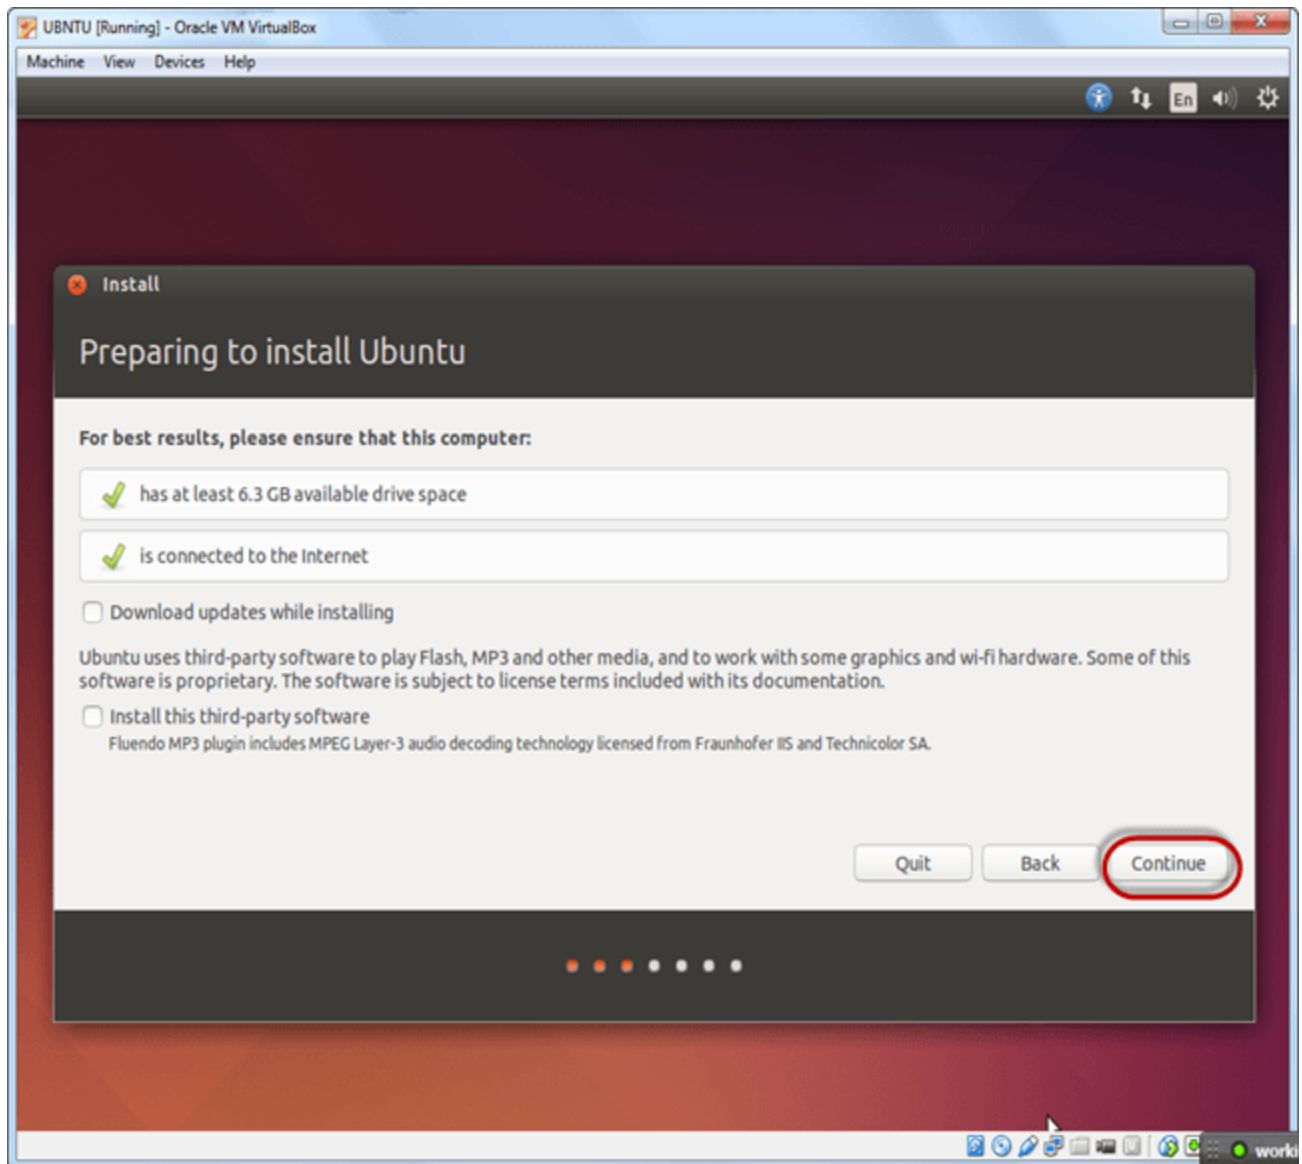 UBNTU [Running] - Oracle VM VirtualBox
Machine View Devices Help
En
Install
Preparing to install Ubuntu
For best results, please ensure that this computer:
has at least 6.3 GB available drive space
is connected to the Internet
Download updates while installing
Ubuntu uses third-party software to play Flash, MP3 and other media, and to work with some graphics and wi-fi hardware. Some of this
software is proprietary. The software is subject to license terms included with its documentation.
Install this third-party software
Fluendo MP3 plugin includes MPEG Layer-3 audio decoding technology licensed from Fraunhofer IIS and Technicolor SA.
Quit Back Continue
worki